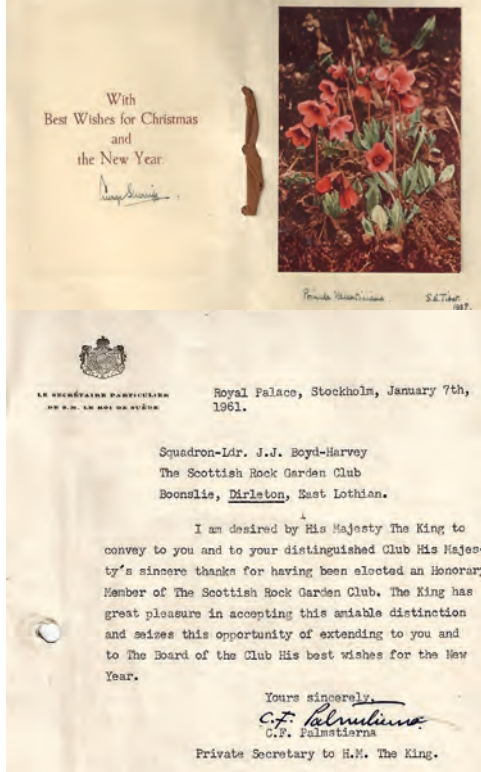 With
Best Wishes for Christmas
and
the New Year.
George Sherriff.
S.E. Tibet.
LE SECRÉTAIRE PARTICULIER
DE S.M. LE ROI DE SUÈDE
Royal Palace, Stockholm, January 7th,
1961.
Squadron-Ldr. J.J. Boyd-Harvey
The Scottish Rock Garden Club
Boonslie, Dirleton, East Lothian.
I am desired by His Majesty The King to
convey to you and to your distinguished Club His Majes-
ty's sincere thanks for having been elected an Honorary
Member of The Scottish Rock Garden Club. The King has
great pleasure in accepting this amiable distinction
and seizes this opportunity of extending to you and
to The Board of the Club His best wishes for the New
Year.
Yours sincerely,
C.F. Palmstierna
C.F. Palmstierna
Private Secretary to H.M. The King.